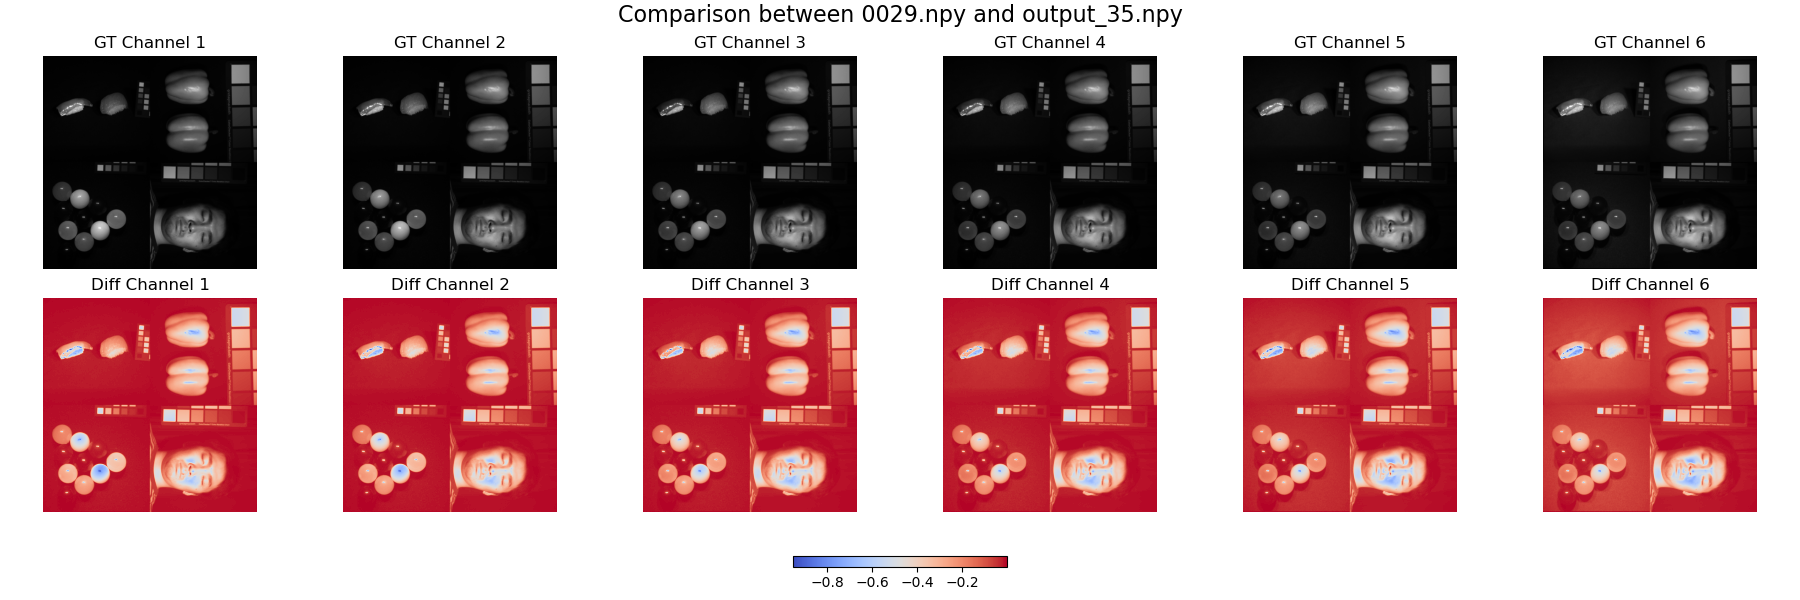 Comparison between 0029.npy and output_35.npy
GT Channel 1
GT Channel 2
GT Channel 3
GT Channel 4
GT Channel 5
GT Channel 6
Diff Channel 1
Diff Channel 2
Diff Channel 3
Diff Channel 4
Diff Channel 5
Diff Channel 6
−0.8 −0.6 −0.4 −0.2